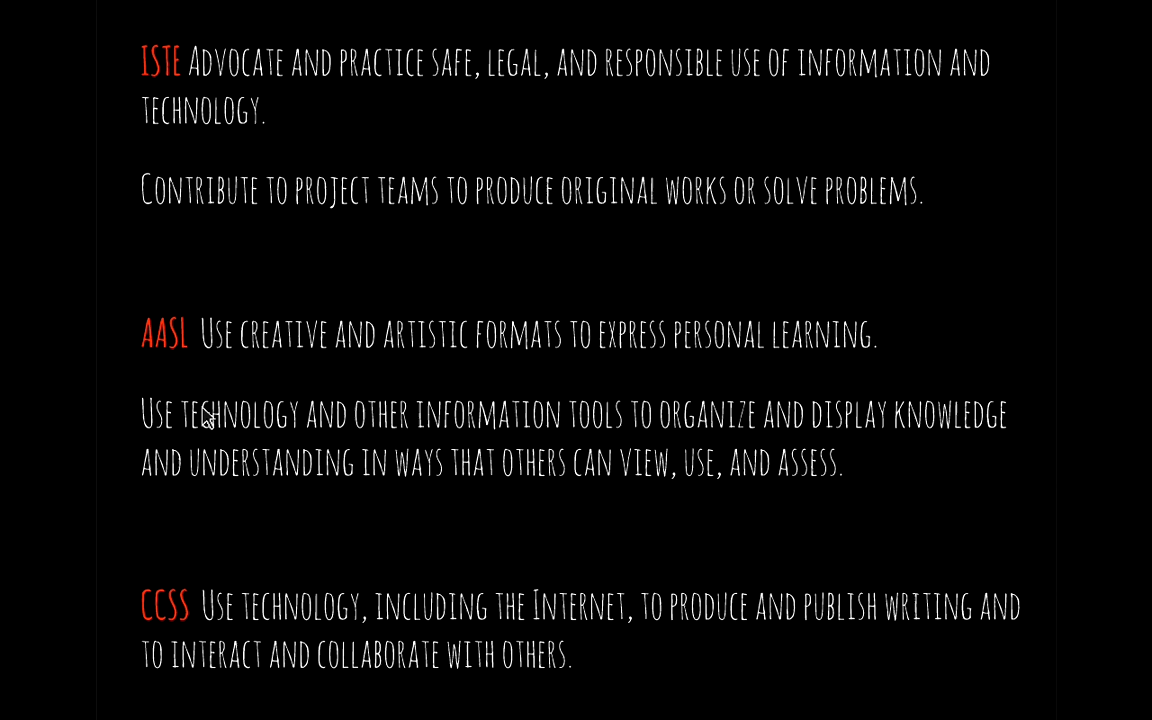 ISTE Advocate and practice safe, legal, and responsible use of information and
technology.
Contribute to project teams to produce original works or solve problems.
AASL Use creative and artistic formats to express personal learning.
Use technology and other information tools to organize and display knowledge
and understanding in ways that others can view, use, and assess.
CCSS Use technology, including the Internet, to produce and publish writing and
to interact and collaborate with others.